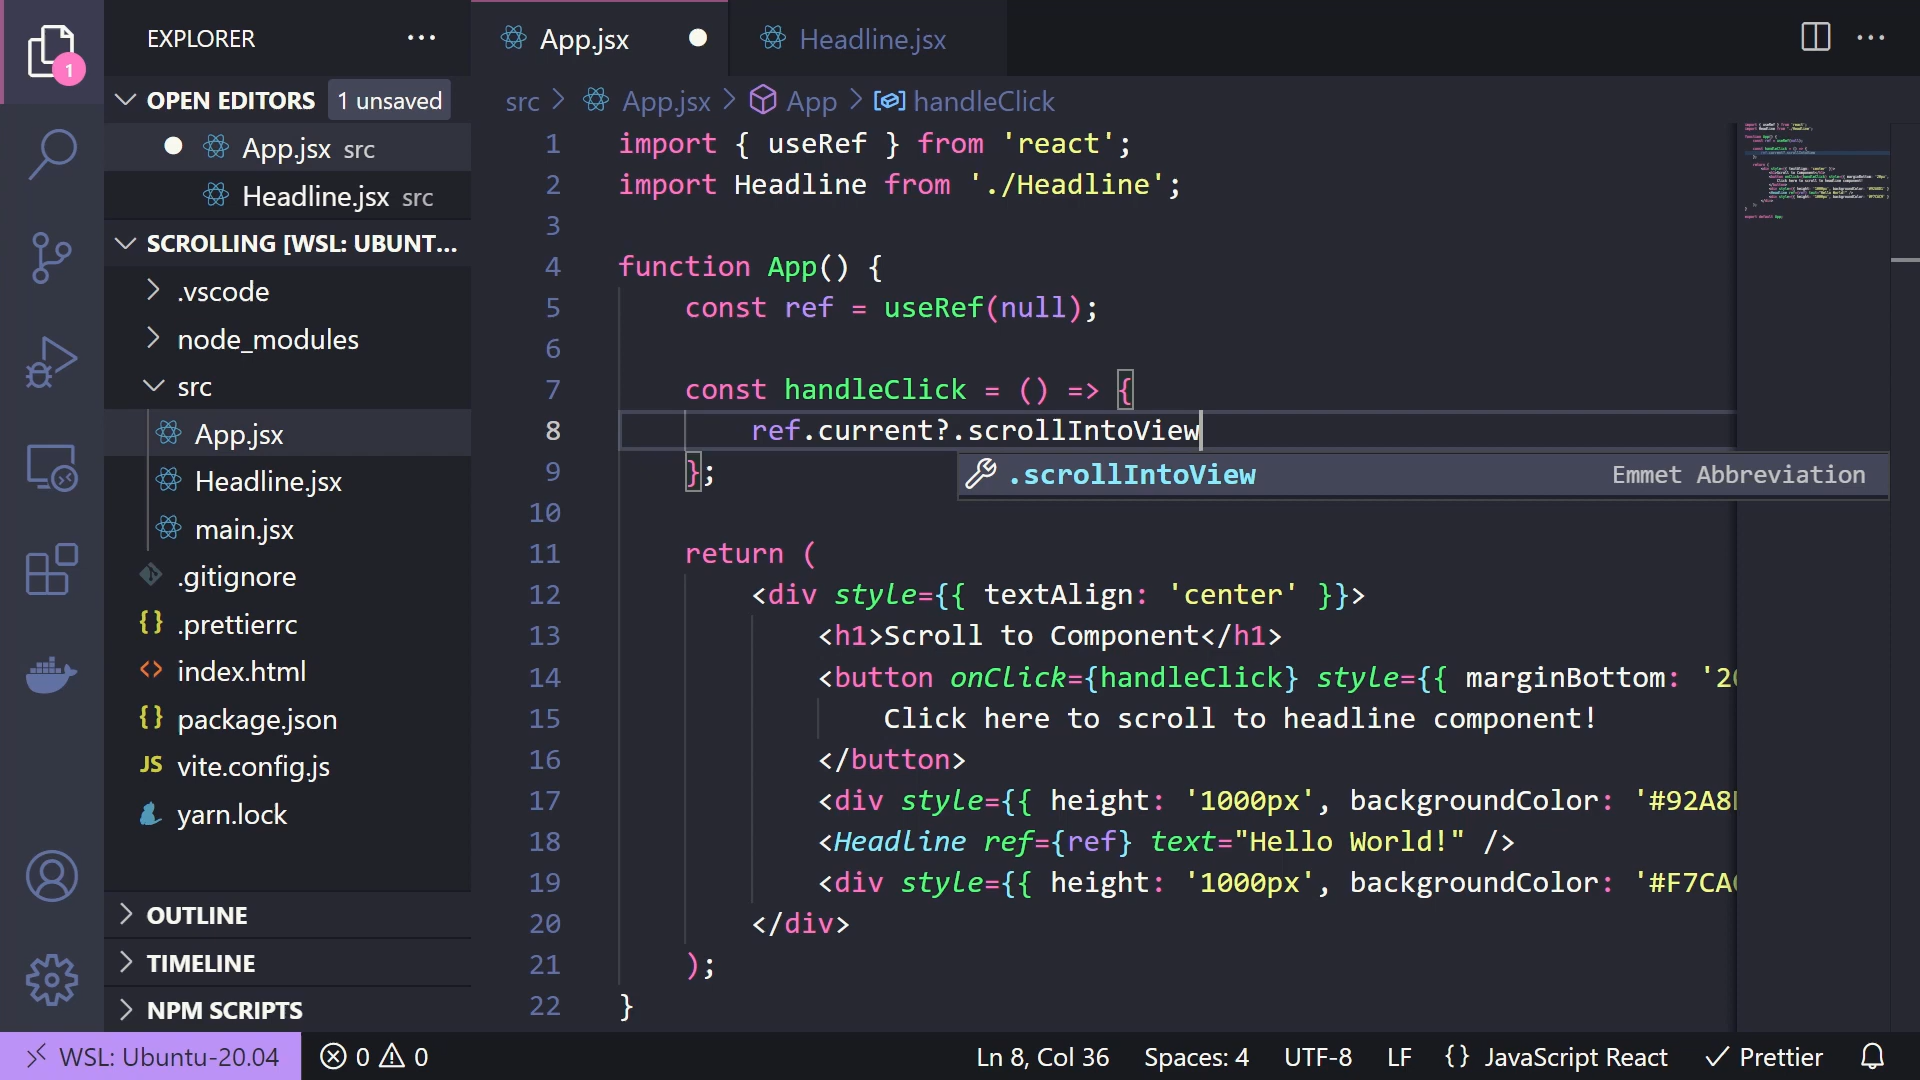 EXPLORER
1
OPEN EDITORS 1 unsaved
App.jsx src
Headline.jsx src
SCROLLING [WSL: UBUNT...
.vscode
node_modules
src
App.jsx
Headline.jsx
main.jsx
.gitignore
{} .prettierrc
<> index.html
{} package.json
JS vite.config.js
yarn.lock
OUTLINE
TIMELINE
NPM SCRIPTS
App.jsx Headline.jsx
src > App.jsx > App > handleClick
1 import { useRef } from 'react';
2 import Headline from './Headline';
3
4 function App() {
5 const ref = useRef(null);
6
7 const handleClick = () => {
8 ref.current?.scrollIntoView
.scrollIntoView Emmet Abbreviation
9 };
10
11 return (
12 <div style={{ textAlign: 'center' }}>
13 <h1>Scroll to Component</h1>
14 <button onClick={handleClick} style={{ marginBottom: '20
15 Click here to scroll to headline component!
16 </button>
17 <div style={{ height: '1000px', backgroundColor: '#92A8
18 <Headline ref={ref} text="Hello World!" />
19 <div style={{ height: '1000px', backgroundColor: '#F7CA
20 </div>
21 );
22 }
WSL: Ubuntu-20.04 0 0 Ln 8, Col 36 Spaces: 4 UTF-8 LF {} JavaScript React Prettier